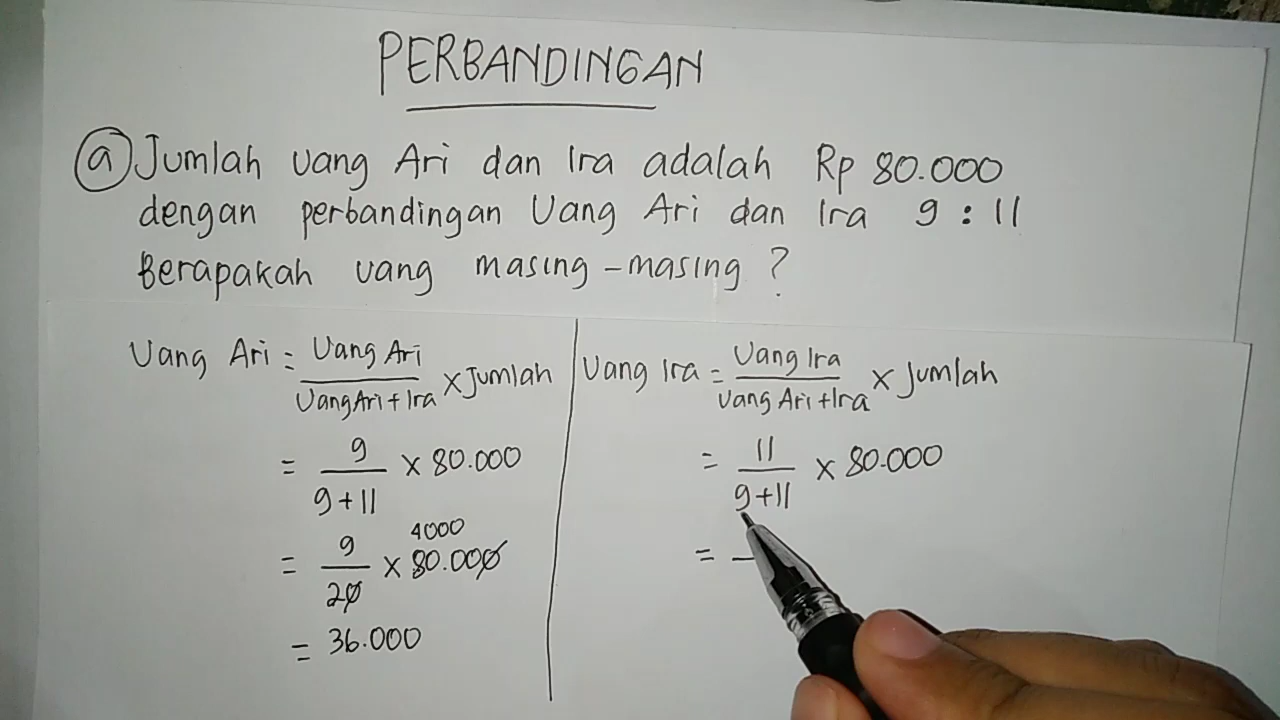 PERBANDINGAN
a Jumlah uang Ari dan Ira adalah Rp 80.000
dengan perbandingan Uang Ari dan Ira 9 : 11
Berapakah uang masing-masing ?
Uang Ari = Uang Ari / Uang Ari + Ira × Jumlah
= 9 / 9+11 × 80.000
4000
= 9 / 20 × 80.000
= 36.000
Uang Ira = Uang Ira / Uang Ari + Ira × Jumlah
= 11 / 9+11 × 80.000
=